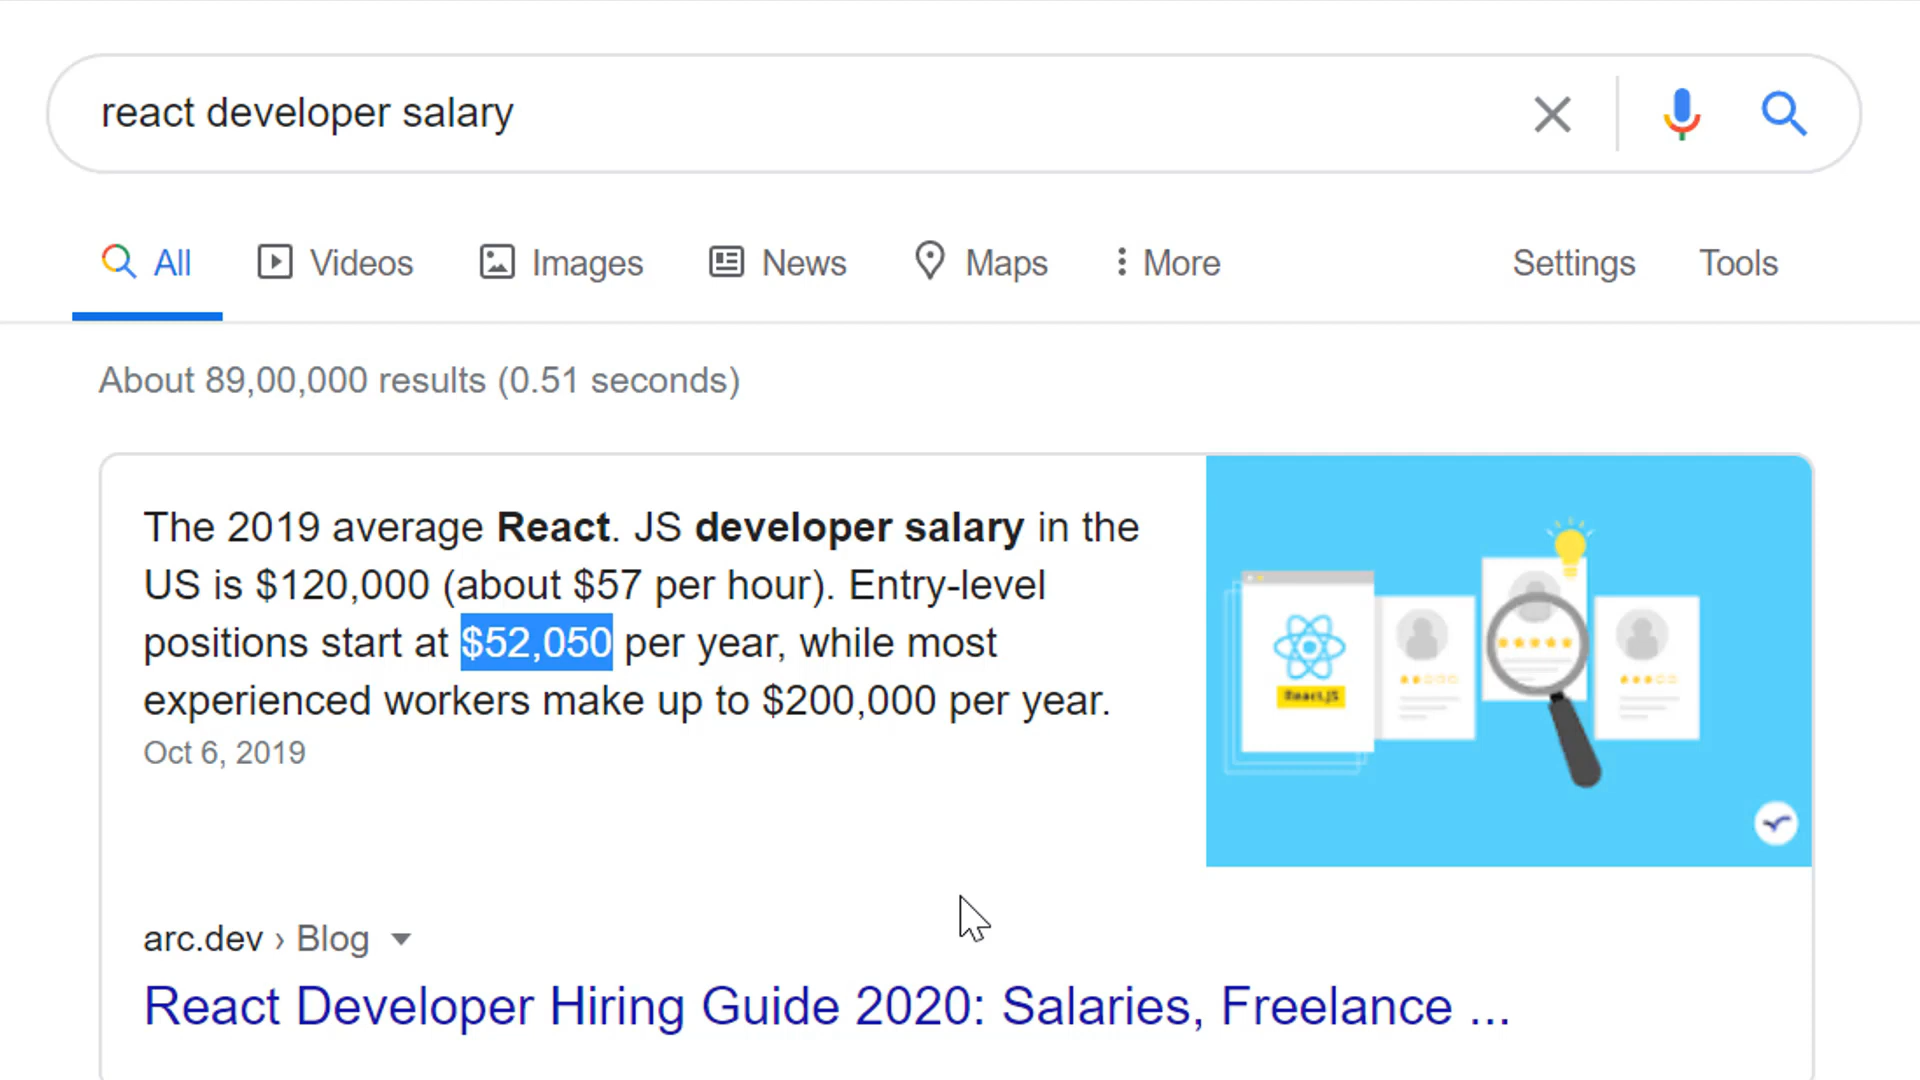 react developer salary
All Videos Images News Maps More Settings Tools
About 89,00,000 results (0.51 seconds)
The 2019 average React. JS developer salary in the
US is $120,000 (about $57 per hour). Entry-level
positions start at $52,050 per year, while most
experienced workers make up to $200,000 per year.
Oct 6, 2019
React.JS
arc.dev › Blog
React Developer Hiring Guide 2020: Salaries, Freelance ...